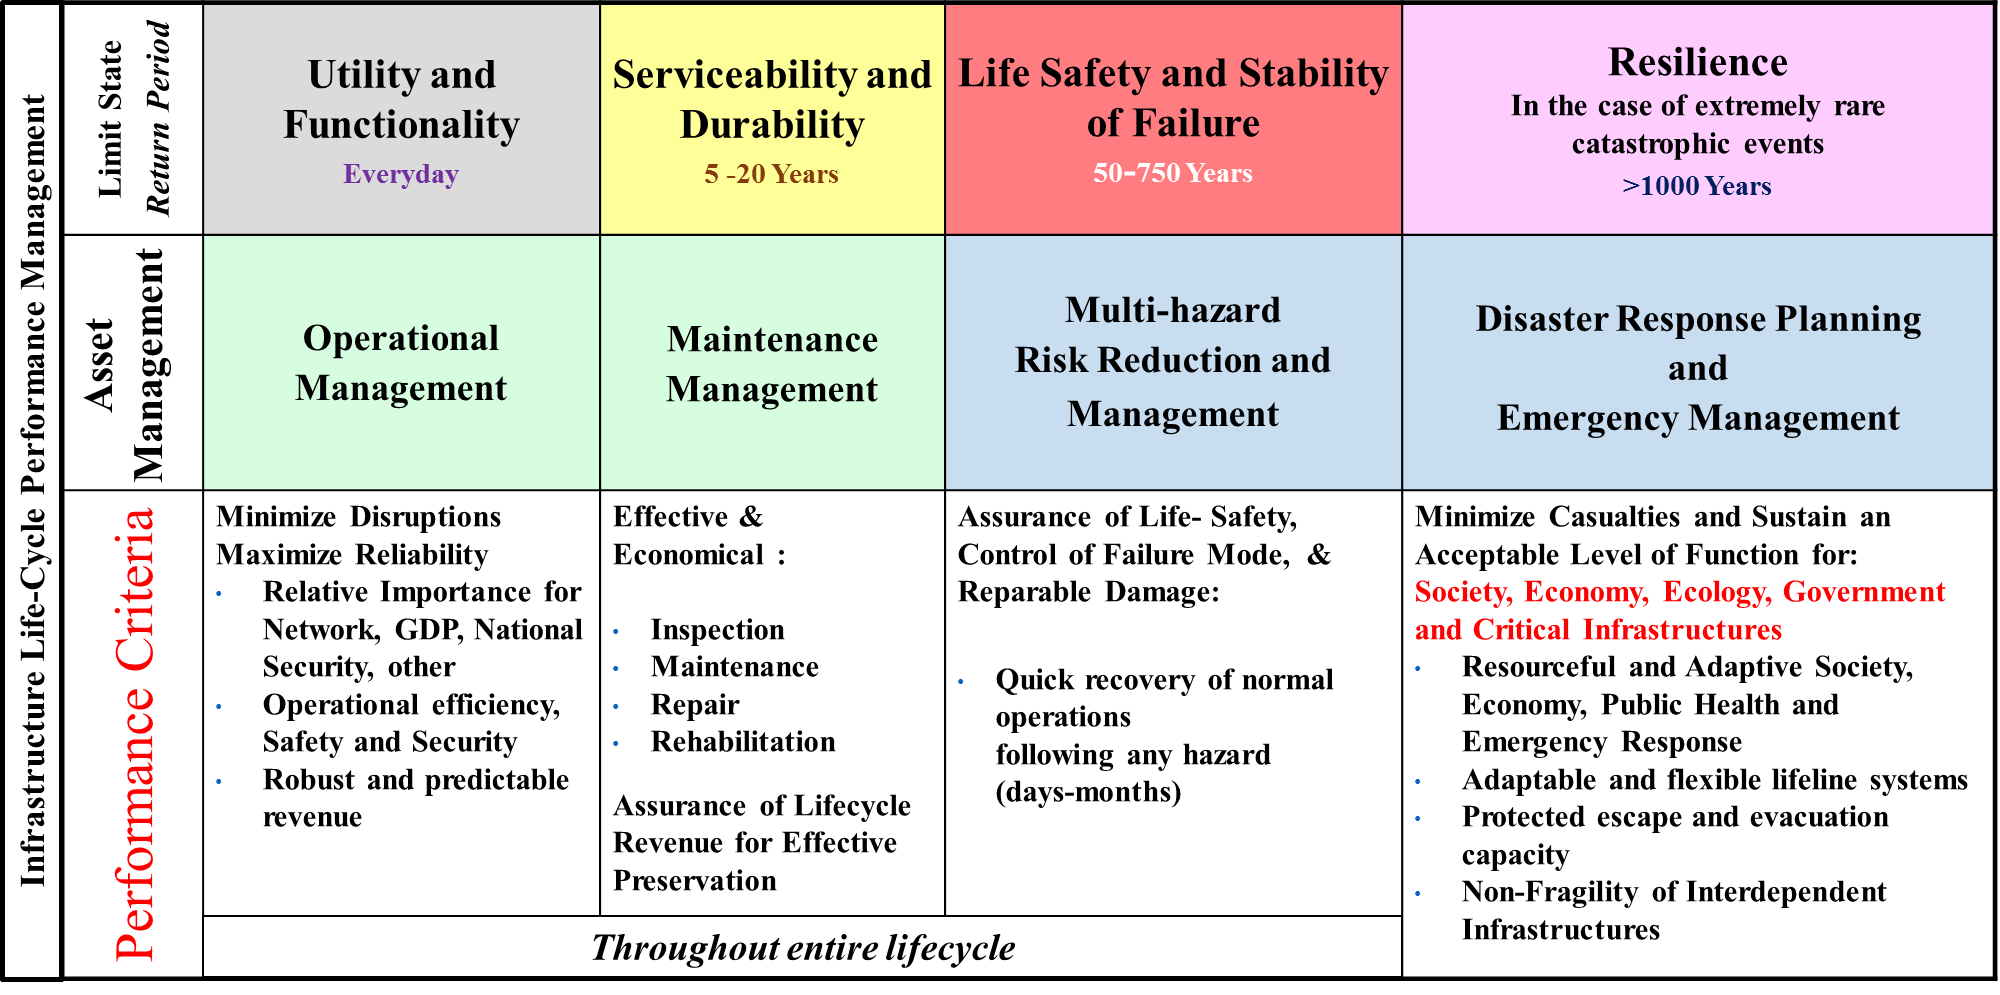 Infrastructure Life-Cycle Performance Management
Limit State
Return Period
Utility and
Functionality
Everyday
Serviceability and
Durability
5 -20 Years
Life Safety and Stability
of Failure
50-750 Years
Resilience
In the case of extremely rare
catastrophic events
>1000 Years
Asset
Management
Operational
Management
Maintenance
Management
Multi-hazard
Risk Reduction and
Management
Disaster Response Planning
and
Emergency Management
Performance Criteria
Minimize Disruptions
Maximize Reliability
• Relative Importance for
Network, GDP, National
Security, other
• Operational efficiency,
Safety and Security
• Robust and predictable
revenue
Effective &
Economical :
• Inspection
• Maintenance
• Repair
• Rehabilitation
Assurance of Lifecycle
Revenue for Effective
Preservation
Assurance of Life- Safety,
Control of Failure Mode, &
Reparable Damage:
• Quick recovery of normal
operations
following any hazard
(days-months)
Minimize Casualties and Sustain an
Acceptable Level of Function for:
Society, Economy, Ecology, Government
and Critical Infrastructures
• Resourceful and Adaptive Society,
Economy, Public Health and
Emergency Response
• Adaptable and flexible lifeline systems
• Protected escape and evacuation
capacity
• Non-Fragility of Interdependent
Infrastructures
Throughout entire lifecycle